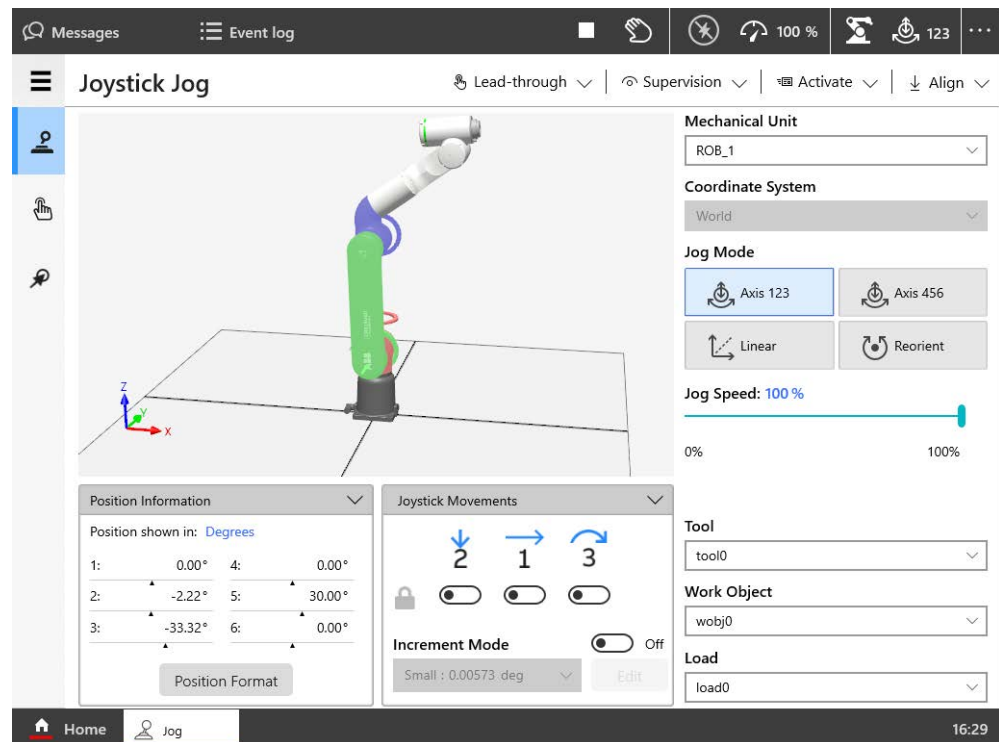 Messages
Event log
100 %
123
···
Joystick Jog
Lead-through
Supervision
Activate
Align
Mechanical Unit
ROB_1
Coordinate System
World
Jog Mode
Axis 123
Axis 456
Linear
Reorient
Jog Speed: 100 %
0%
100%
Z
Y
X
ABB
Position Information
Position shown in: Degrees
1: 0.00° 4: 0.00°
2: -2.22° 5: 30.00°
3: -33.32° 6: 0.00°
Position Format
Joystick Movements
2 1 3
Increment Mode
Off
Small : 0.00573 deg
Edit
Tool
tool0
Work Object
wobj0
Load
load0
Home
Jog
16:29